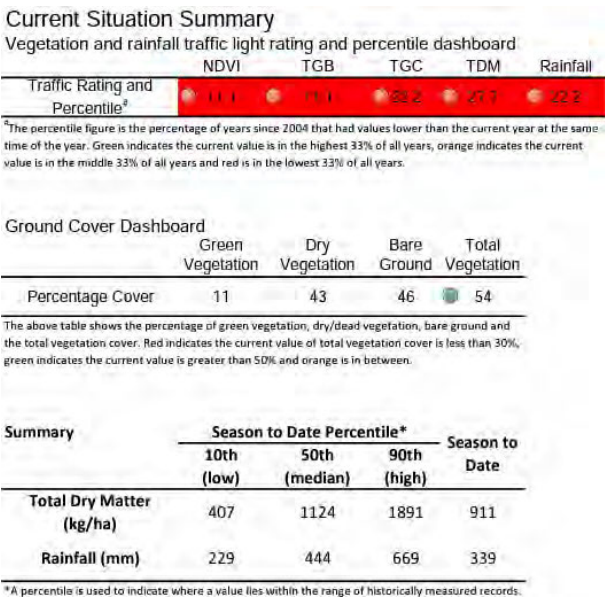 Current Situation Summary
Vegetation and rainfall traffic light rating and percentile dashboard
NDVI TGB TGC TDM Rainfall
Traffic Rating and
Percentile a 11.1 22.2 27.7 22.2
aThe percentile figure is the percentage of years since 2004 that had values lower than the current year at the same
time of the year. Green indicates the current value is in the highest 33% of all years, orange indicates the current
value is in the middle 33% of all years and red is in the lowest 33% of all years.
Ground Cover Dashboard
Green Dry Bare Total
Vegetation Vegetation Ground Vegetation
Percentage Cover 11 43 46 54
The above table shows the percentage of green vegetation, dry/dead vegetation, bare ground and
the total vegetation cover. Red indicates the current value of total vegetation cover is less than 30%,
green indicates the current value is greater than 50% and orange is in between.
Summary Season to Date Percentile* Season to
10th 50th 90th Date
(low) (median) (high)
Total Dry Matter
(kg/ha) 407 1124 1891 911
Rainfall (mm) 229 444 669 339
*A percentile is used to indicate where a value lies within the range of historically measured records.